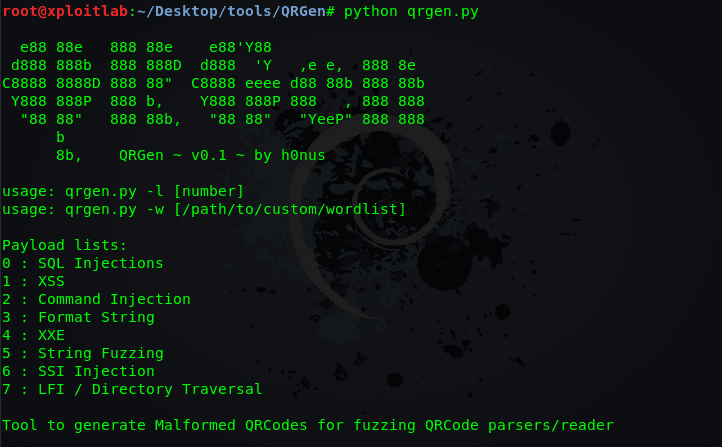 root@xploitlab:~/Desktop/tools/QRGen# python qrgen.py
  e88 88e   888 88e    e88'Y88
 d888 888b  888 888D  d888  'Y   ,e e,  888 8e
C8888 8888D 888 88"  C8888 eeee d88 88b 888 88b
 Y888 888P  888 b,    Y888 888P 888   , 888 888
  "88 88"   888 88b,   "88 88"   "YeeP" 888 888
      b
      8b,    QRGen ~ v0.1 ~ by h0nus
usage: qrgen.py -l [number]
usage: qrgen.py -w [/path/to/custom/wordlist]
Payload lists:
0 : SQL Injections
1 : XSS
2 : Command Injection
3 : Format String
4 : XXE
5 : String Fuzzing
6 : SSI Injection
7 : LFI / Directory Traversal
Tool to generate Malformed QRCodes for fuzzing QRCode parsers/reader